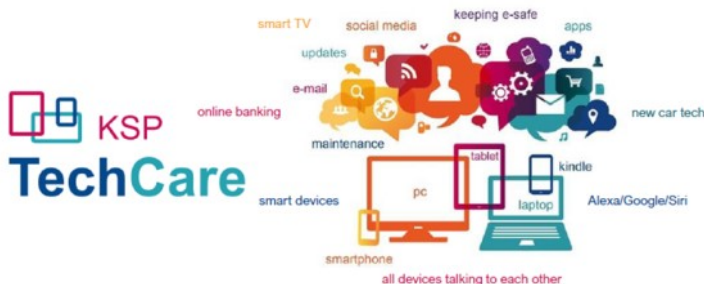 KSP
TechCare
keeping e-safe
smart TV
social media
apps
updates
e-mail
online banking
new car tech
maintenance
tablet
kindle
pc
smart devices
laptop
Alexa/Google/Siri
smartphone
all devices talking to each other